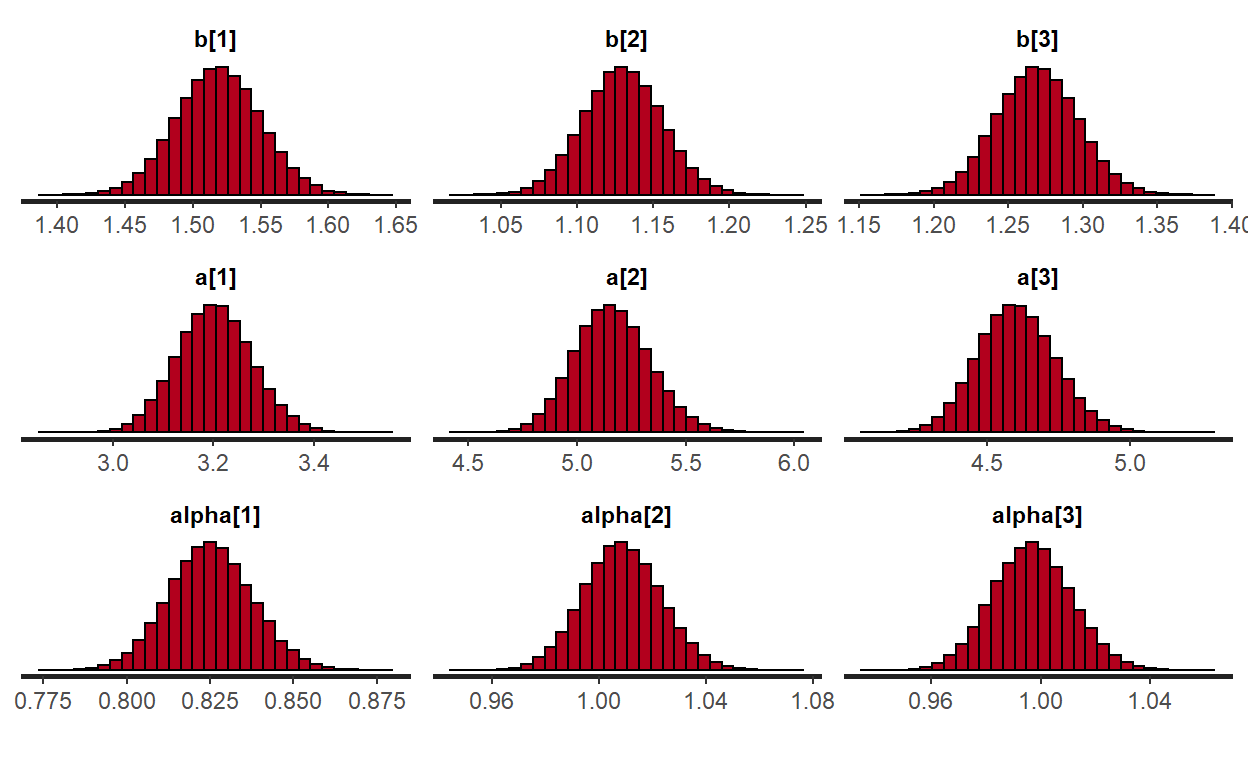 b[1] b[2] b[3]
1.40 1.45 1.50 1.55 1.60 1.65 1.05 1.10 1.15 1.20 1.25 1.15 1.20 1.25 1.30 1.35 1.40
a[1] a[2] a[3]
3.0 3.2 3.4 4.5 5.0 5.5 6.0 4.5 5.0
alpha[1] alpha[2] alpha[3]
0.775 0.800 0.825 0.850 0.875 0.96 1.00 1.04 1.08 0.96 1.00 1.04